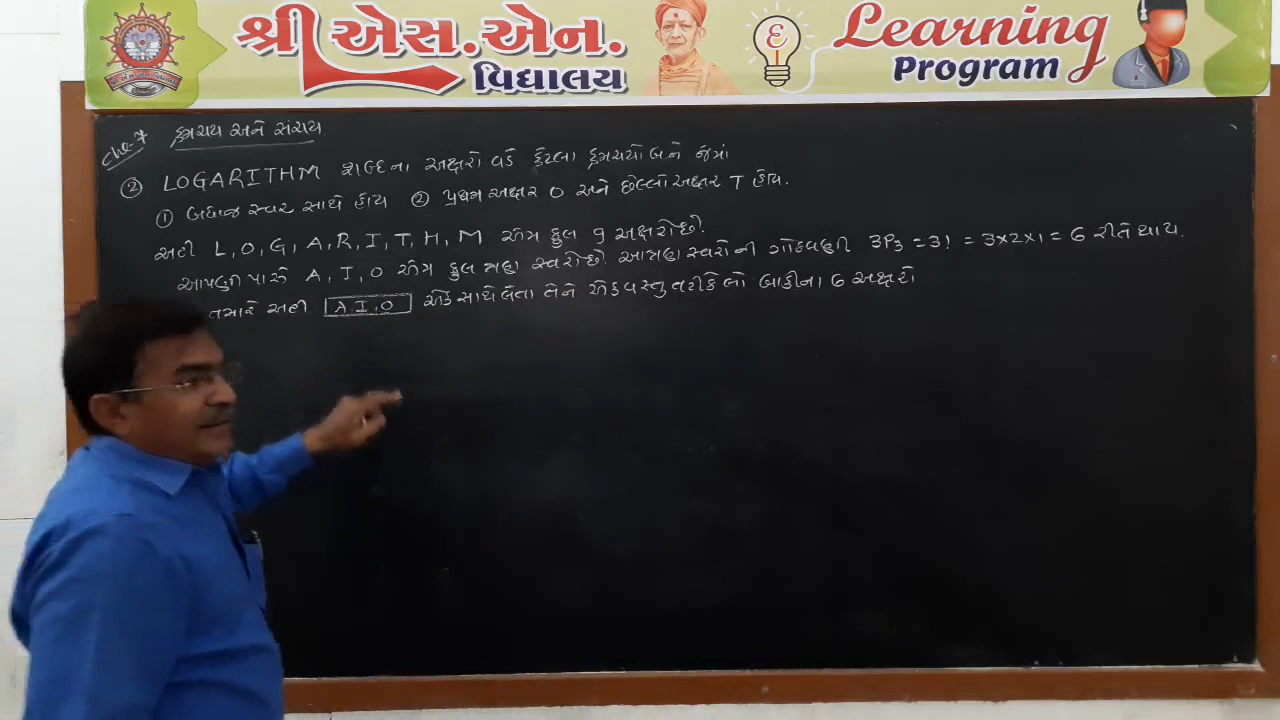 શ્રી એસ.એન.
વિદ્યાલય
Learning
Program
Ch-7 ક્રમચય અને સંચય
② LOGARITHM શબ્દના અક્ષરો વડે કેટલા ક્રમચયો બને જેમાં
① બધાજ સ્વર સાથે હોય ② પ્રથમ અક્ષર O અને છેલ્લો અક્ષર T હોય.
અહી L, O, G, A, R, I, T, H, M એમ કુલ 9 અક્ષરો છે.
આપણી પાસે A, I, O એમ કુલ ત્રણ સ્વરો છે. આ ત્રણ સ્વરોની ગોઠવણી 3P3 = 3! = 3×2×1 = 6 રીતે થાય.
અહી A, I, O એક સાથે લેતા તેને એક વસ્તુ તરીકે લો બાકીના 6 અક્ષરો